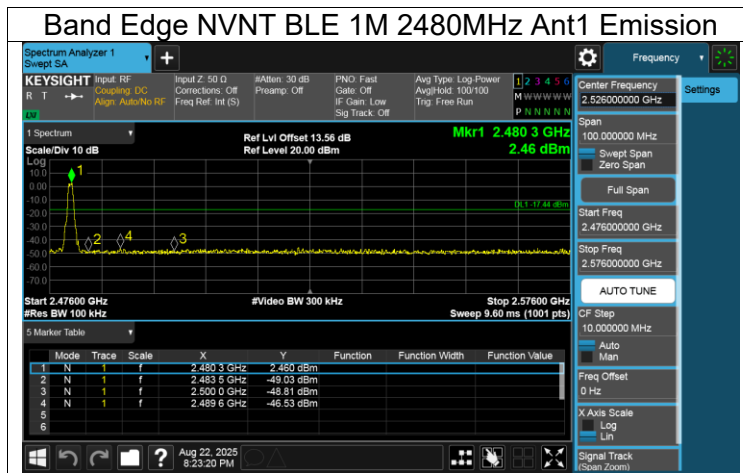 Band Edge NVNT BLE 1M 2480MHz Ant1 Emission
Spectrum Analyzer 1
Swept SA
Frequency
KEYSIGHT
R T
LXI
Input: RF
Coupling: DC
Align: Auto/No RF
Input Z: 50 Ω
Corrections: Off
Freq Ref: Int (S)
#Atten: 30 dB
Preamp: Off
PNO: Fast
Gate: Off
IF Gain: Low
Sig Track: Off
Avg Type: Log-Power
Avg|Hold: 100/100
Trig: Free Run
1 2 3 4 5 6
M W W W W W
P N N N N N
Center Frequency
2.526000000 GHz
Settings
1 Spectrum
Scale/Div 10 dB
Ref Lvl Offset 13.56 dB
Ref Level 20.00 dBm
Mkr1 2.480 3 GHz
2.46 dBm
Log
10.0
0.00
-10.0
-20.0
-30.0
-40.0
-50.0
-60.0
-70.0
1
2
4
3
DL1 -17.44 dBm
Start 2.47600 GHz
#Res BW 100 kHz
#Video BW 300 kHz
Stop 2.57600 GHz
Sweep 9.60 ms (1001 pts)
Span
100.000000 MHz
Swept Span
Zero Span
Full Span
Start Freq
2.476000000 GHz
Stop Freq
2.576000000 GHz
AUTO TUNE
CF Step
10.000000 MHz
Auto
Man
Freq Offset
0 Hz
X Axis Scale
Log
Lin
Signal Track
(Span Zoom)
5 Marker Table
Mode Trace Scale X Y Function Function Width Function Value
1 N 1 f 2.480 3 GHz 2.460 dBm
2 N 1 f 2.483 5 GHz -49.03 dBm
3 N 1 f 2.500 0 GHz -48.81 dBm
4 N 1 f 2.489 6 GHz -46.53 dBm
5
6
?
Aug 22, 2025
8:23:20 PM